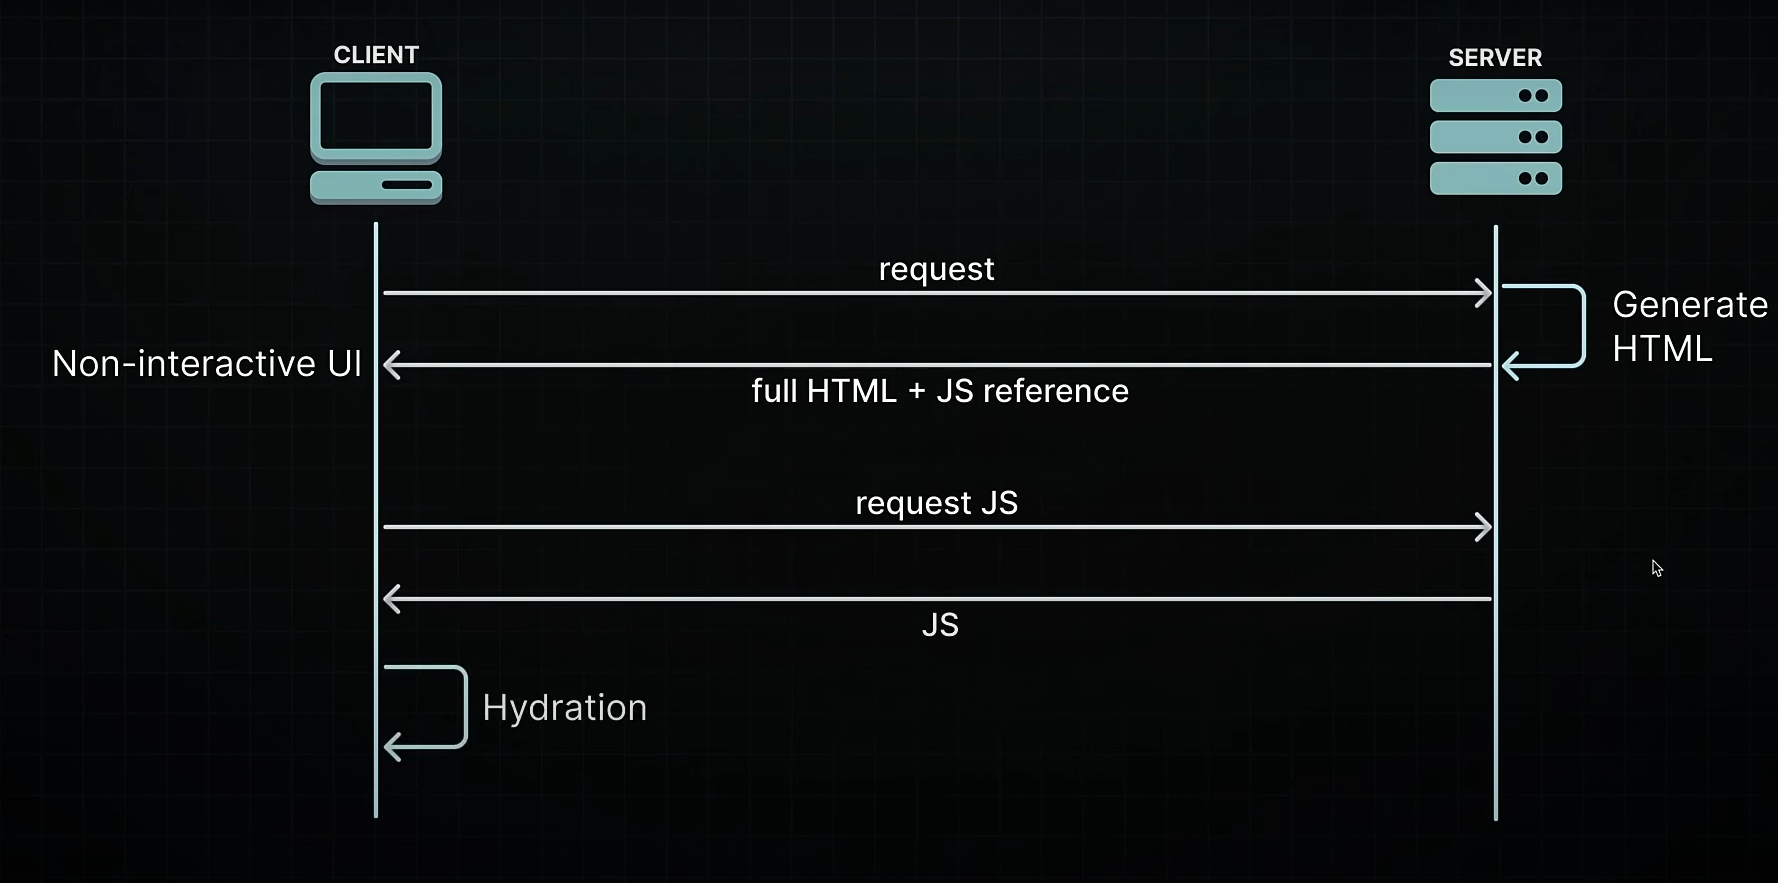 CLIENT
SERVER
request
Generate
HTML
Non-interactive UI
full HTML + JS reference
request JS
JS
Hydration